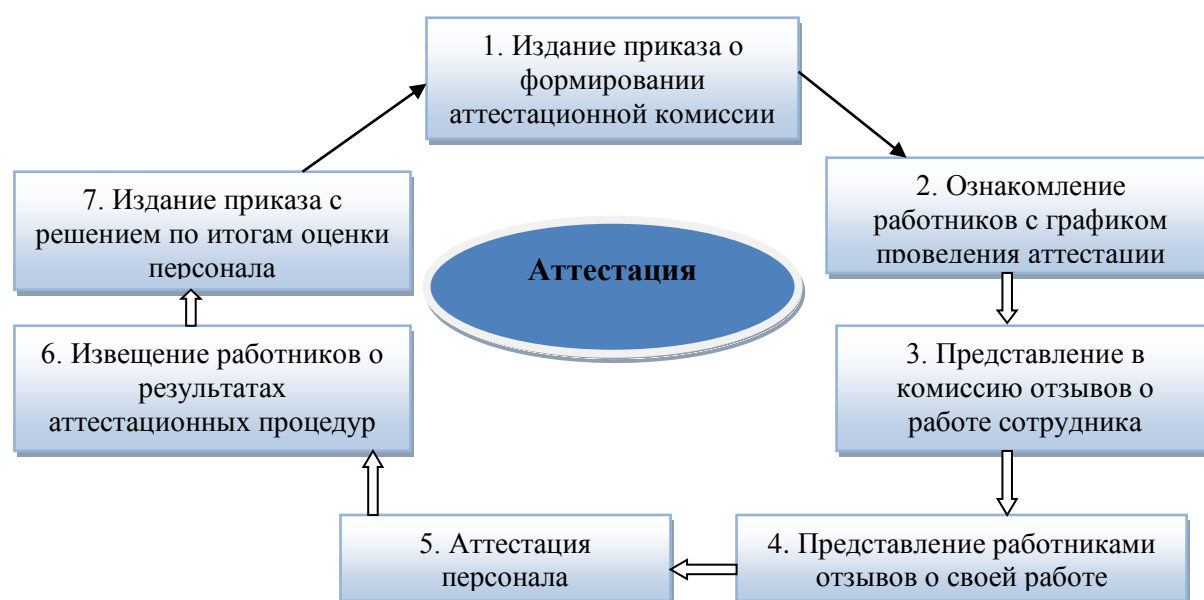 1. Издание приказа о
формировании
аттестационной комиссии
2. Ознакомление
работников с графиком
проведения аттестации
3. Представление в
комиссию отзывов о
работе сотрудника
4. Представление работниками
отзывов о своей работе
5. Аттестация
персонала
6. Извещение работников о
результатах
аттестационных процедур
7. Издание приказа с
решением по итогам оценки
персонала
Аттестация